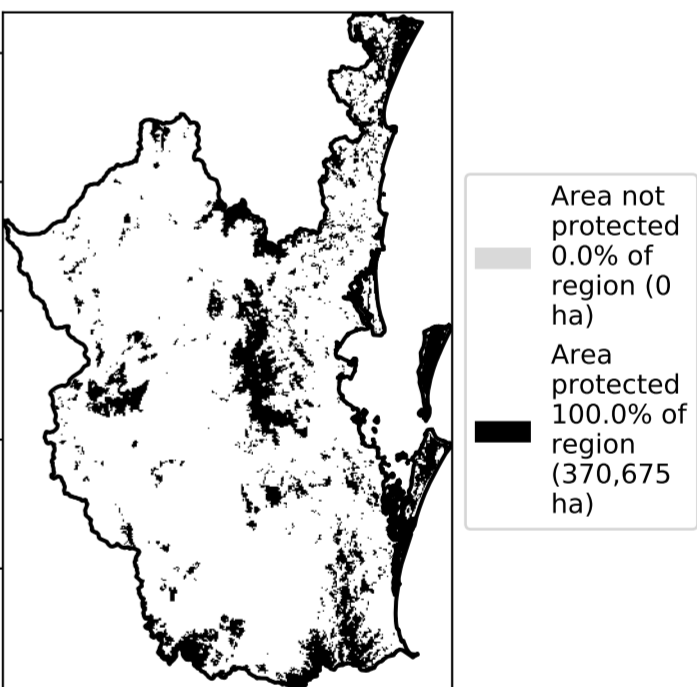 Area not
protected
0.0% of
region (0
ha)
Area
protected
100.0% of
region
(370,675
ha)